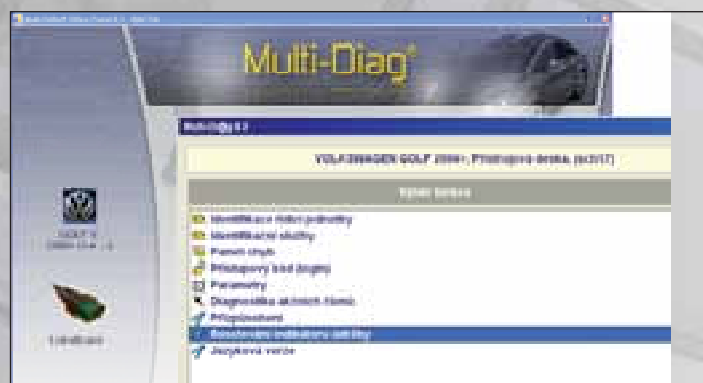 Multi-Diag®
VOLKSWAGEN GOLF 2004>, Přístrojová deska,
Výběr funkce
Identifikace řídicí jednotky
Identifikační složky
Paměť chyb
Přístupový kód (login)
Parametry
Diagnostika akčních členů
Přizpůsobení
Resetování indikátoru údržby
Jazyková verze
GOLF V
Lokalizace